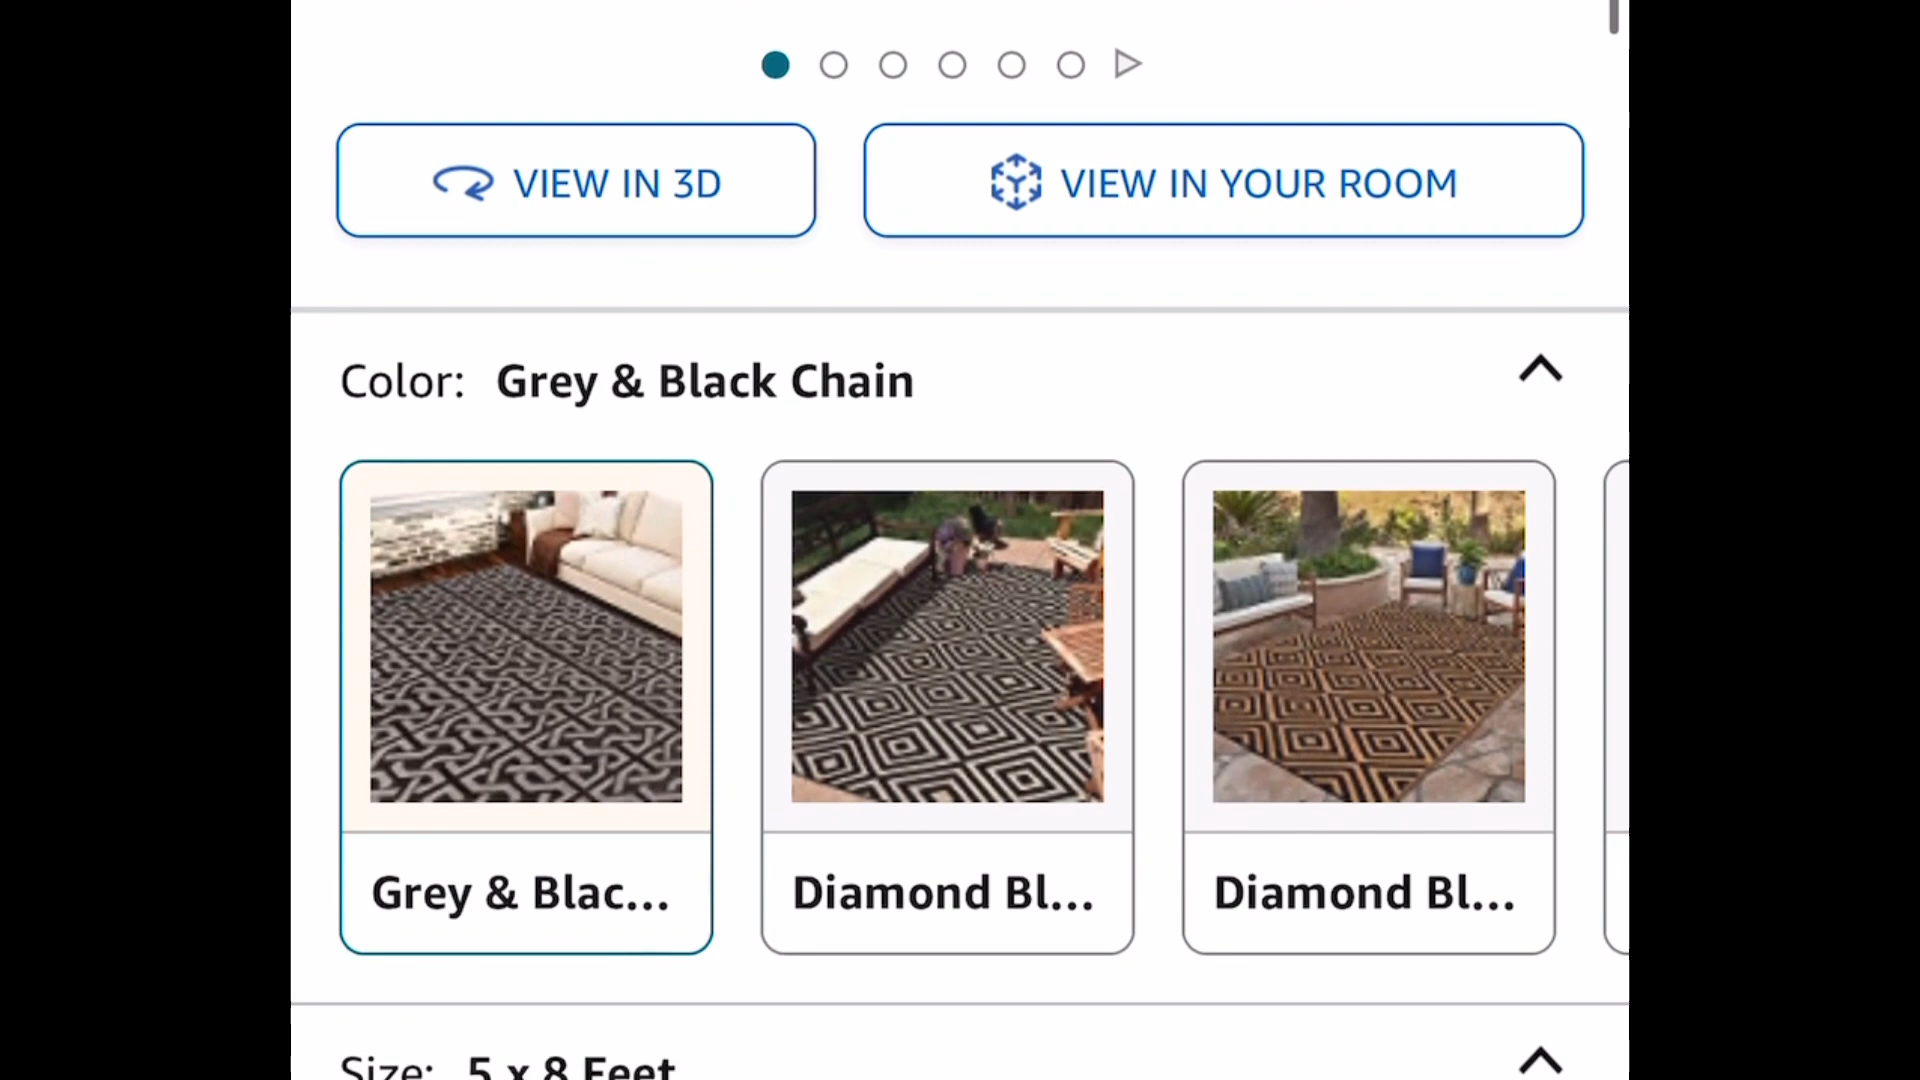 VIEW IN 3D
VIEW IN YOUR ROOM
Color: Grey & Black Chain
Grey & Blac...
Diamond Bl...
Diamond Bl...
Size: 5 x 8 Feet